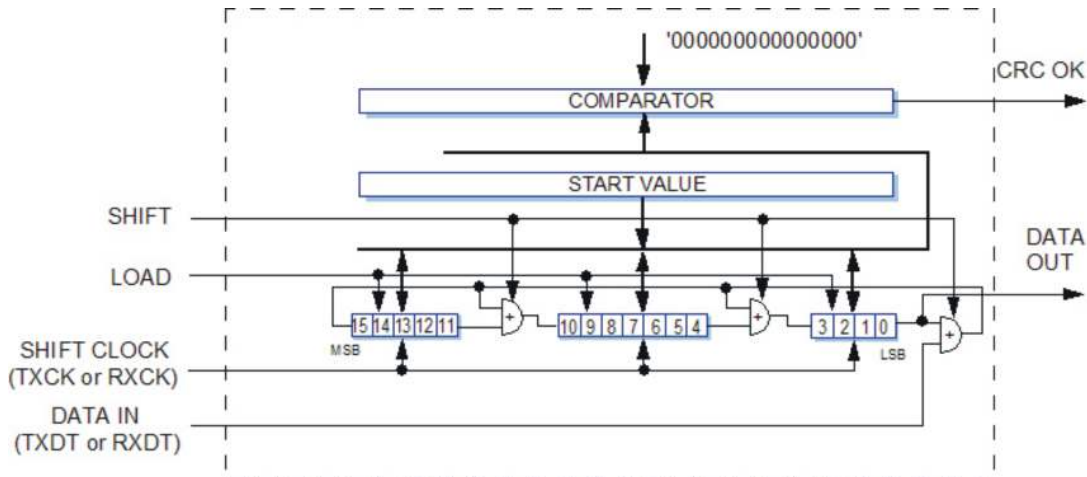 '0000000000000000'
CRC OK
COMPARATOR
START VALUE
SHIFT
DATA
OUT
LOAD
+ + +
15 14 13 12 11 10 9 8 7 6 5 4 3 2 1 0
MSB LSB
SHIFT CLOCK
(TXCK or RXCK)
DATA IN
(TXDT or RXDT)